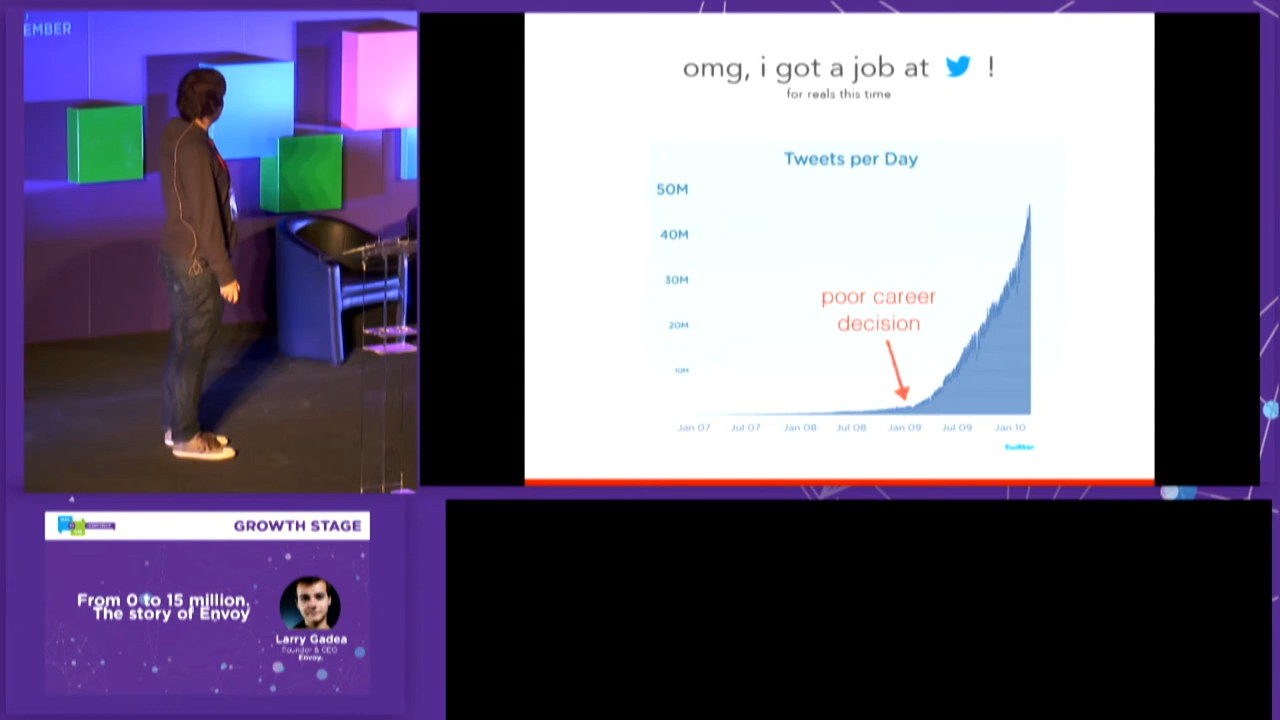 EMBER
omg, i got a job at !
for reals this time
Tweets per Day
50M
40M
30M
20M
10M
poor career
decision
Jan 07 Jul 07 Jan 08 Jul 08 Jan 09 Jul 09 Jan 10
twitter
GROWTH STAGE
From 0 to 15 million,
The story of Envoy
Larry Gadea
Founder & CEO
Envoy.